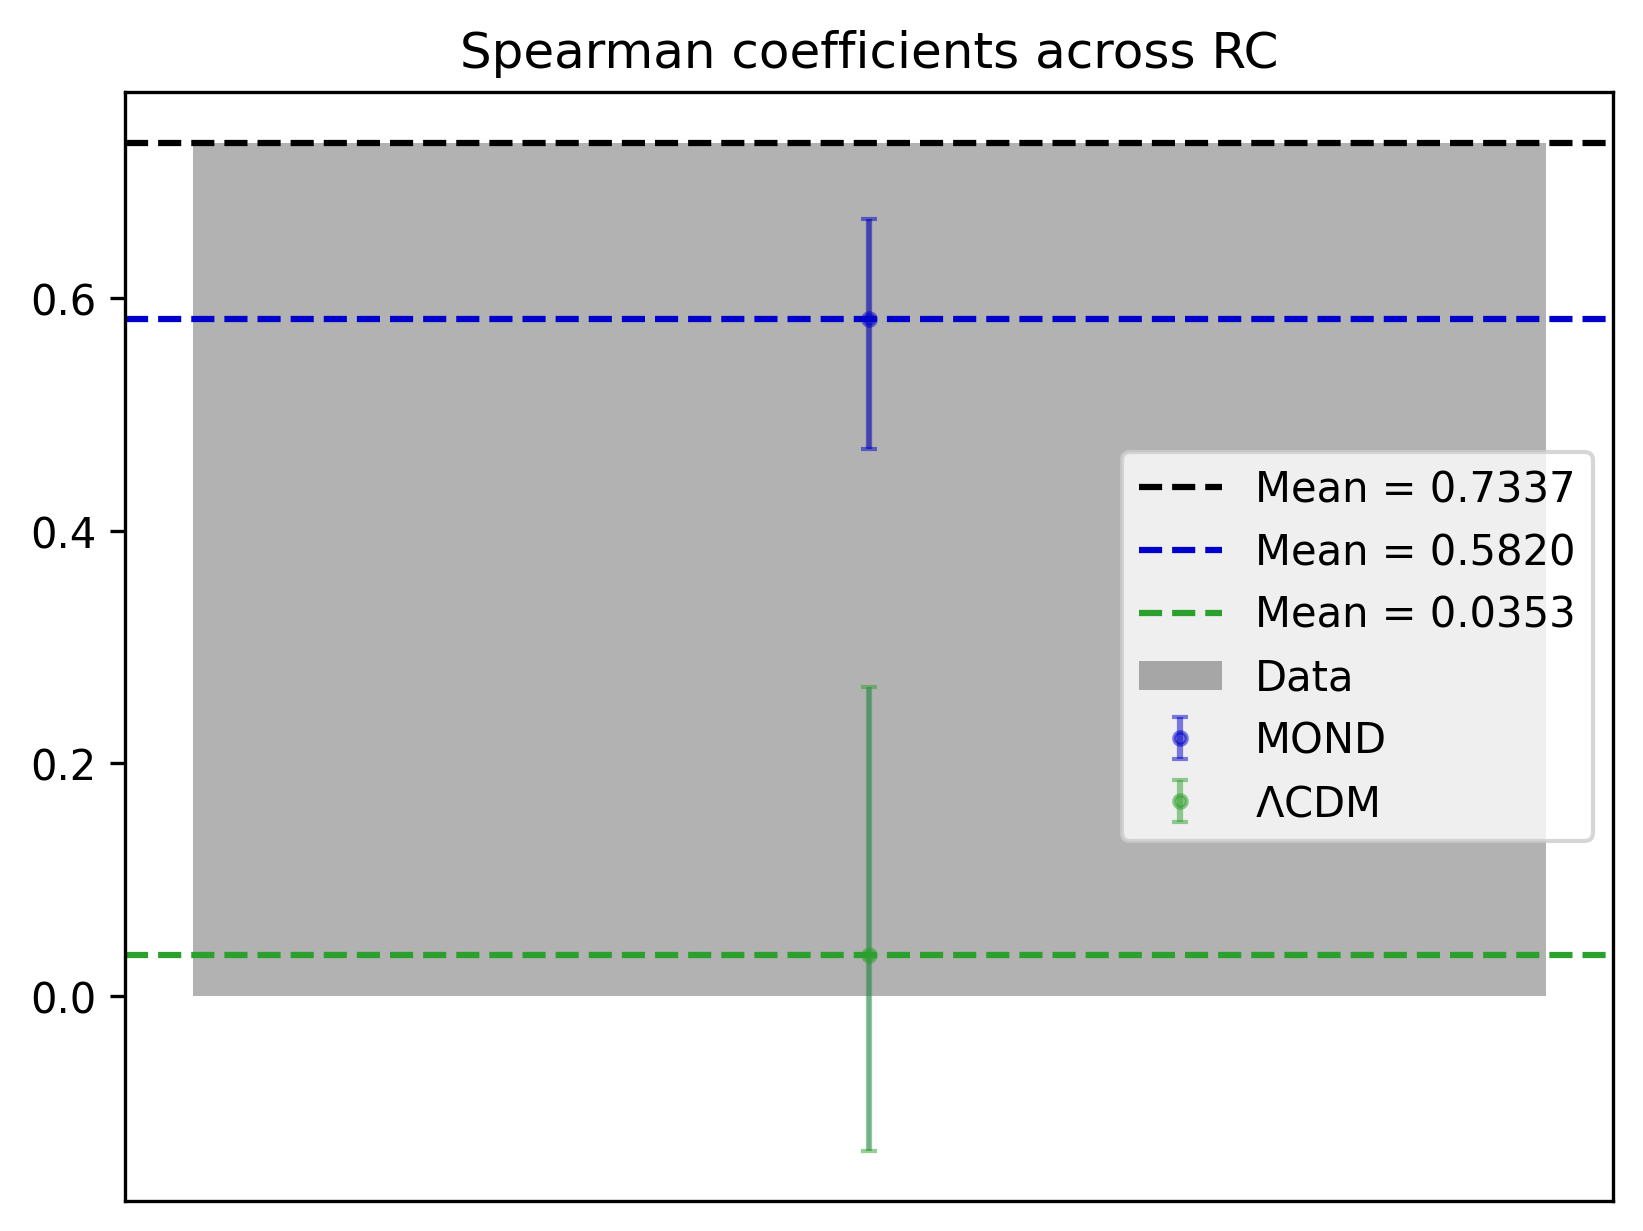 Spearman coefficients across RC
0.6
0.4
0.2
0.0
Mean = 0.7337
Mean = 0.5820
Mean = 0.0353
Data
MOND
ΛCDM